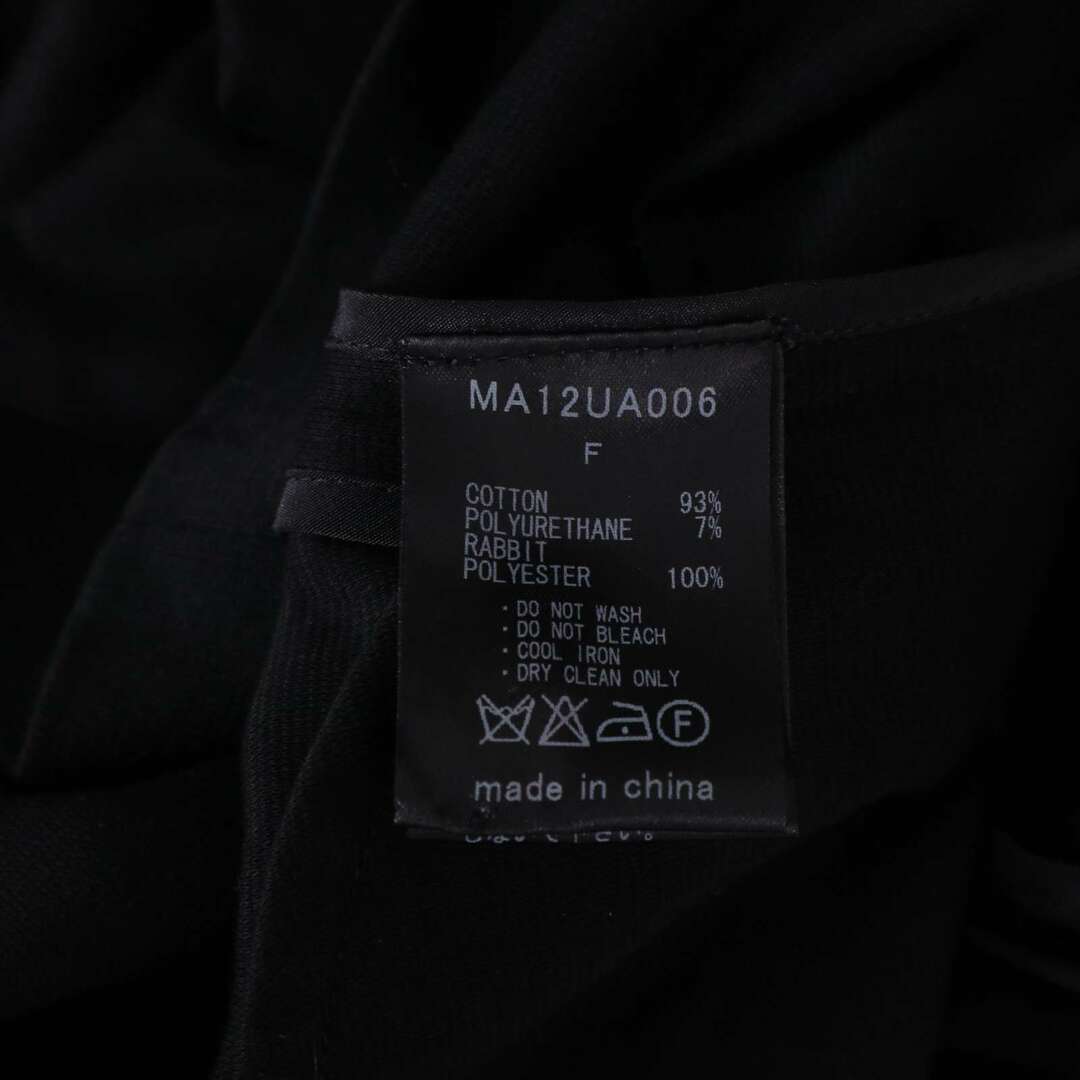 MA12UA006
F
COTTON 93%
POLYURETHANE 7%
RABBIT
POLYESTER 100%
・DO NOT WASH
・DO NOT BLEACH
・COOL IRON
・DRY CLEAN ONLY
F
made in china